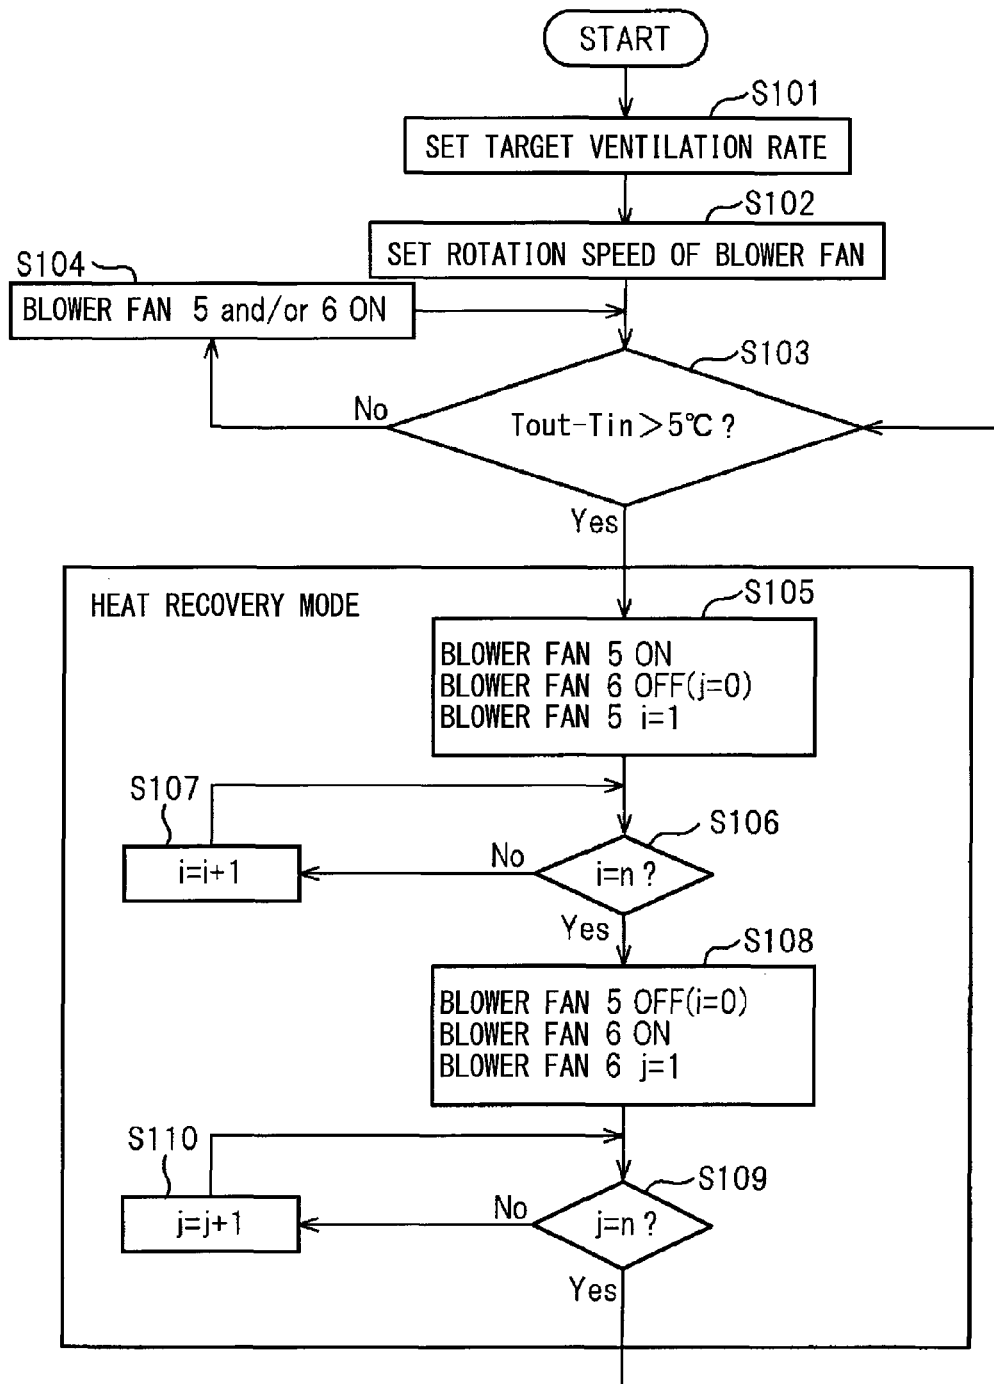 START
S101
SET TARGET VENTILATION RATE
S102
SET ROTATION SPEED OF BLOWER FAN
S104
BLOWER FAN 5 and/or 6 ON
S103
No
Tout-Tin>5℃?
Yes
HEAT RECOVERY MODE
S105
BLOWER FAN 5 ON
BLOWER FAN 6 OFF(j=0)
BLOWER FAN 5 i=1
S107
S106
i=i+1
No
i=n?
Yes
S108
BLOWER FAN 5 OFF(i=0)
BLOWER FAN 6 ON
BLOWER FAN 6 j=1
S110
S109
j=j+1
No
j=n?
Yes